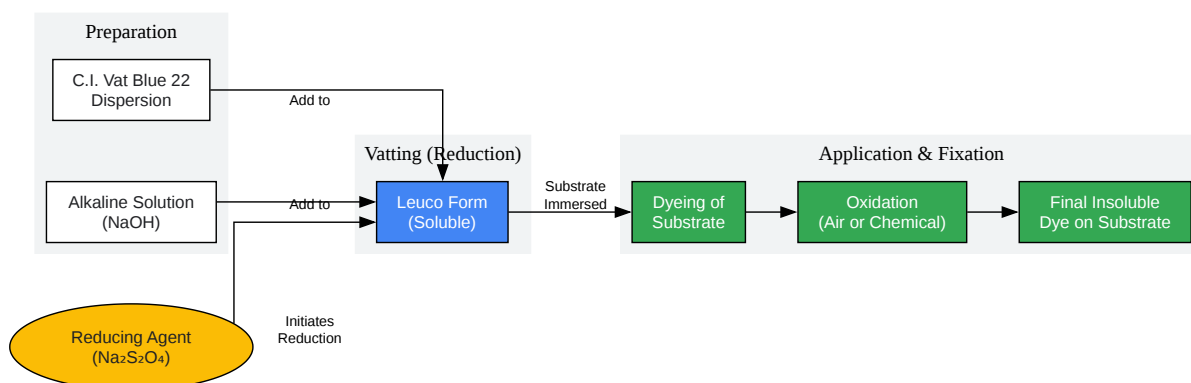 Preparation
C.I. Vat Blue 22
Dispersion
Add to
Alkaline Solution
(NaOH)
Add to
Reducing Agent
(Na₂S₂O₄)
Initiates
Reduction
Vatting (Reduction)
Leuco Form
(Soluble)
Substrate
Immersed
Application & Fixation
Dyeing of
Substrate
Oxidation
(Air or Chemical)
Final Insoluble
Dye on Substrate